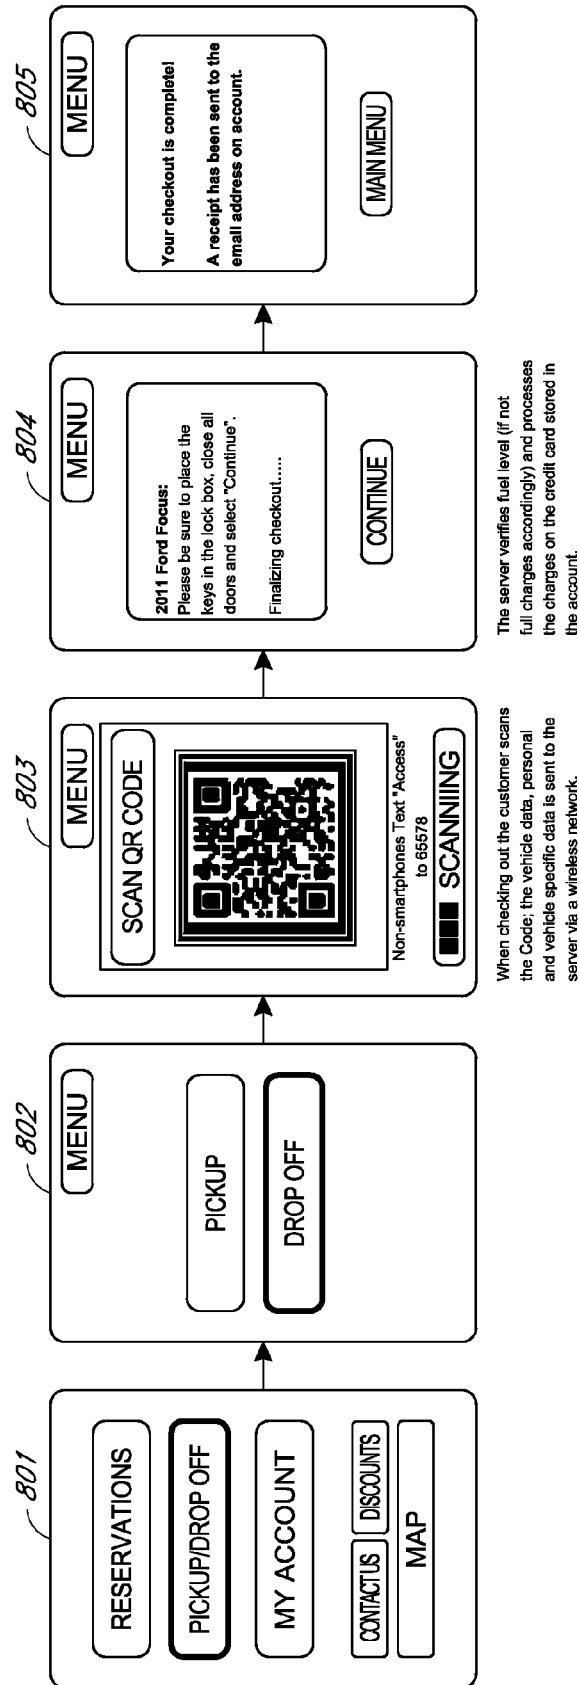 801
RESERVATIONS
PICKUP/DROP OFF
MY ACCOUNT
CONTACT US
DISCOUNTS
MAP
802
MENU
PICKUP
DROP OFF
803
MENU
SCAN QR CODE
Non-smartphones Text "Access"
to 65578
SCANNIING
When checking out the customer scans
the Code; the vehicle data, personal
and vehicle specific data is sent to the
server via a wireless network.
804
MENU
2011 Ford Focus:
Please be sure to place the
keys in the lock box, close all
doors and select "Continue".
Finalizing checkout.....
CONTINUE
The server verifies fuel level (if not
full charges accordingly) and processes
the charges on the credit card stored in
the account.
805
MENU
Your checkout is complete!
A receipt has been sent to the
email address on account.
MAIN MENU